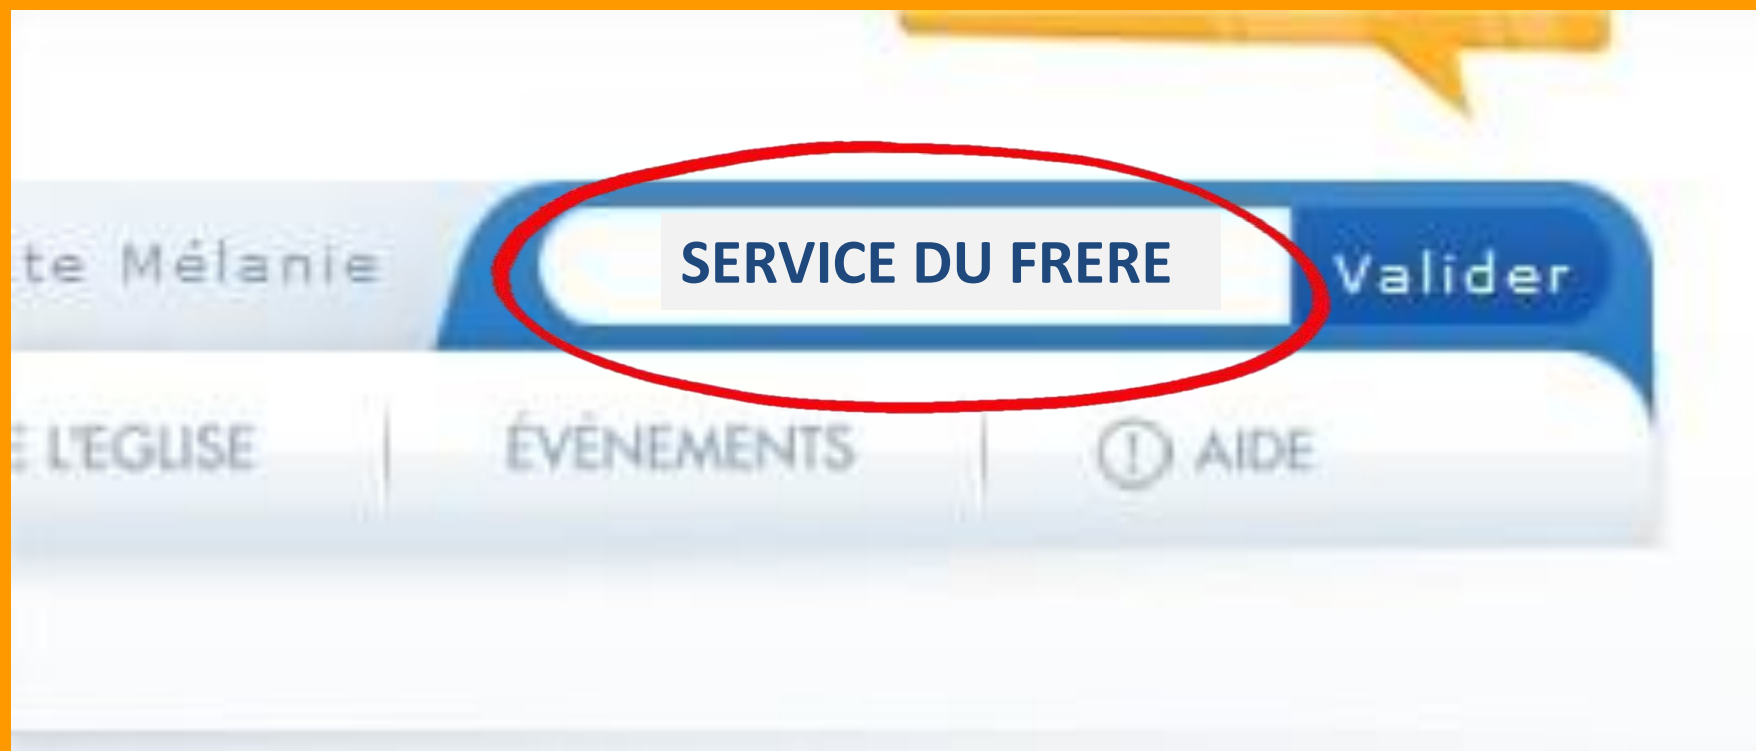 te Mélanie
SERVICE DU FRERE
Valider
L'EGLISE
ÉVÈNEMENTS
! AIDE